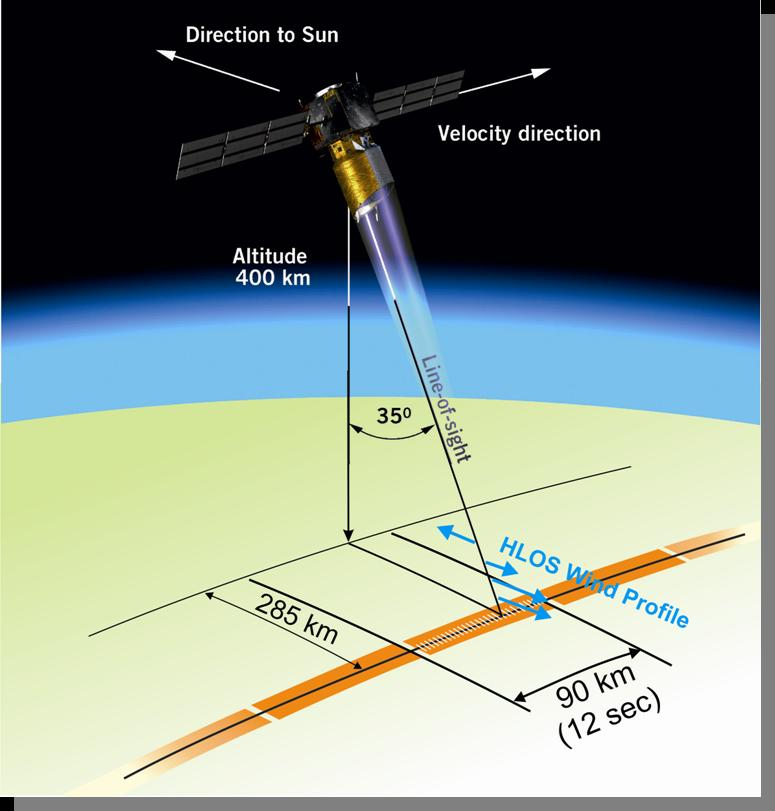 Direction to Sun
Velocity direction
Altitude
400 km
Line-of-sight
35⁰
HLOS Wind Profile
285 km
90 km
(12 sec)